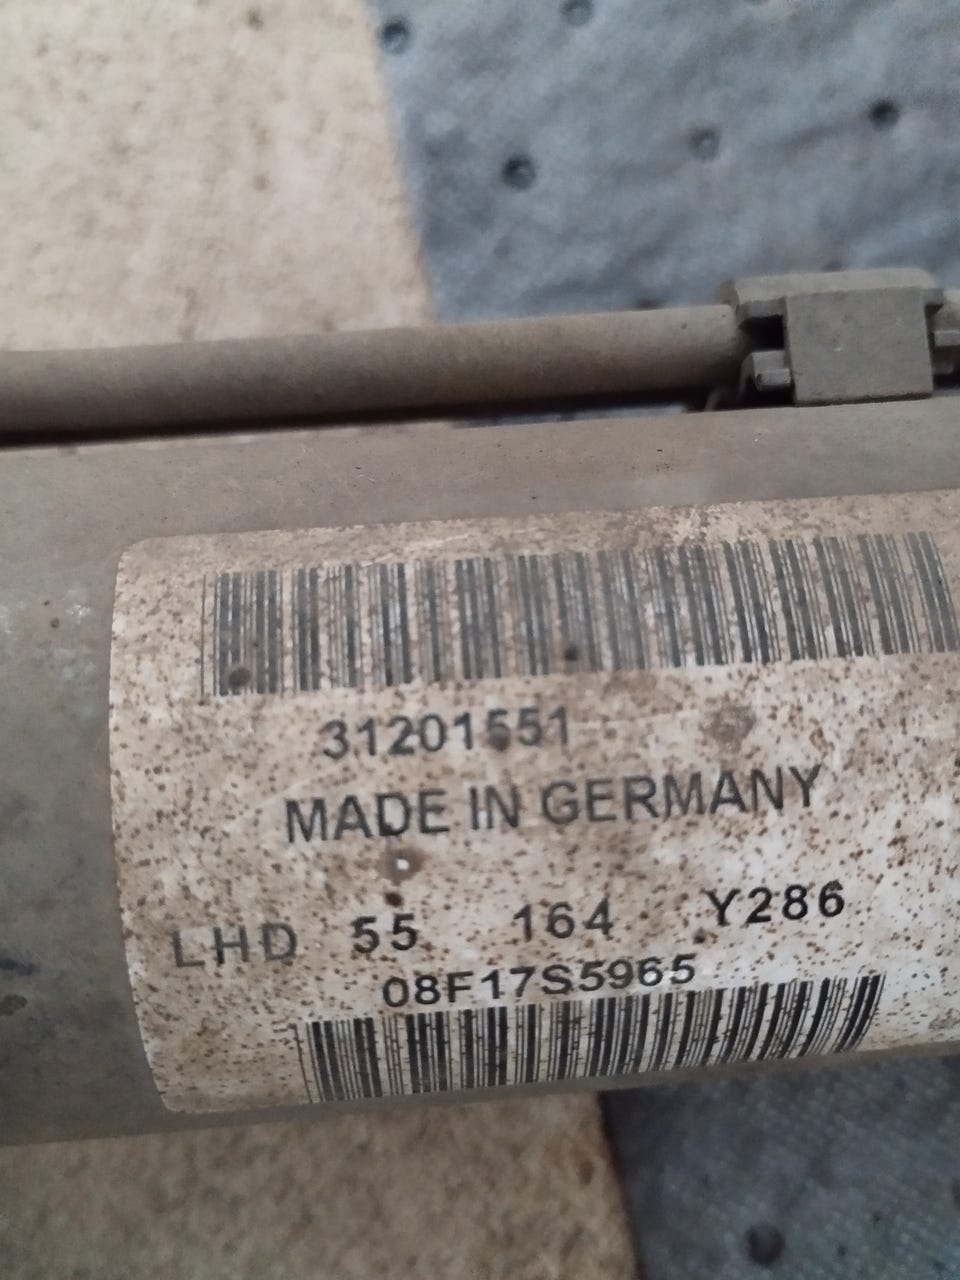 31201551
MADE IN GERMANY
LHD 55 164 Y286
08F17S5965